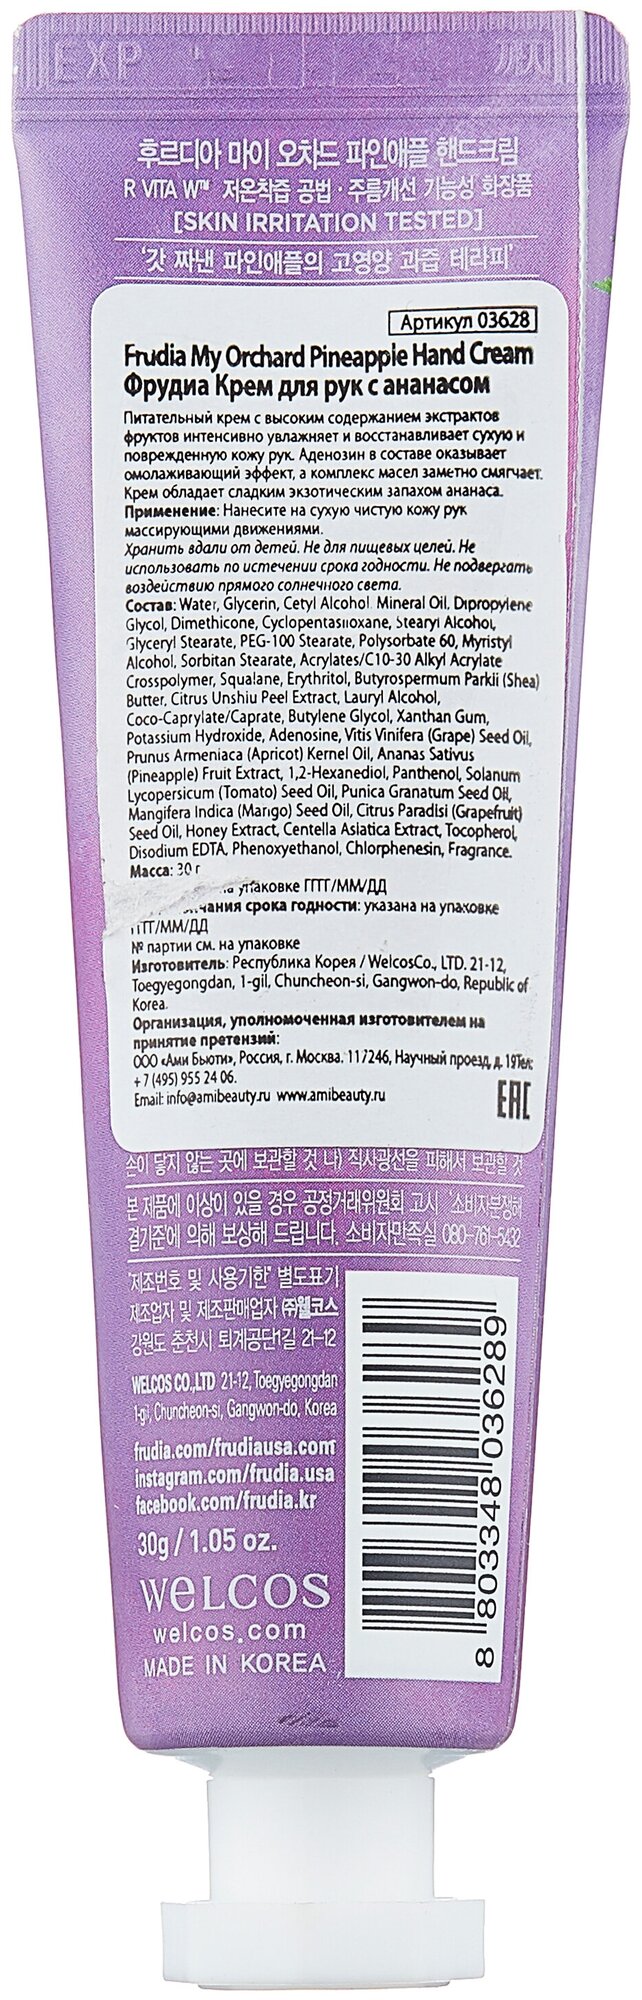 EXP
까지
후르디아 마이 오차드 파인애플 핸드크림
R VITA W™ 저온착즙 공법 · 주름개선 기능성 화장품
[SKIN IRRITATION TESTED]
'갓 짜낸 파인애플의 고영양 과즙 테라피'
Артикул 03628
Frudia My Orchard Pineapple Hand Cream
Фрудиа Крем для рук с ананасом
Питательный крем с высоким содержанием экстрактов
фруктов интенсивно увлажняет и восстанавливает сухую и
поврежденную кожу рук. Аденозин в составе оказывает
омолаживающий эффект, а комплекс масел заметно смягчает.
Крем обладает сладким экзотическим запахом ананаса.
Применение: Нанесите на сухую чистую кожу рук
массирующими движениями.
Хранить вдали от детей. Не для пищевых целей. Не
использовать по истечении срока годности. Не подвергать
воздействию прямого солнечного света.
Состав: Water, Glycerin, Cetyl Alcohol, Mineral Oil, Dipropylene
Glycol, Dimethicone, Cyclopentasiloxane, Stearyl Alcohol,
Glyceryl Stearate, PEG-100 Stearate, Polysorbate 60, Myristyl
Alcohol, Sorbitan Stearate, Acrylates/C10-30 Alkyl Acrylate
Crosspolymer, Squalane, Erythritol, Butyrospermum Parkii (Shea)
Butter, Citrus Unshiu Peel Extract, Lauryl Alcohol,
Coco-Caprylate/Caprate, Butylene Glycol, Xanthan Gum,
Potassium Hydroxide, Adenosine, Vitis Vinifera (Grape) Seed Oil,
Prunus Armeniaca (Apricot) Kernel Oil, Ananas Sativus
(Pineapple) Fruit Extract, 1,2-Hexanediol, Panthenol, Solanum
Lycopersicum (Tomato) Seed Oil, Punica Granatum Seed Oil,
Mangifera Indica (Mango) Seed Oil, Citrus Paradisi (Grapefruit)
Seed Oil, Honey Extract, Centella Asiatica Extract, Tocopherol,
Disodium EDTA, Phenoxyethanol, Chlorphenesin, Fragrance.
Масса: 30 г
на упаковке ГГГГ/ММ/ДД
срока годности: указана на упаковке
ГГГГ/ММ/ДД
№ партии см. на упаковке
Изготовитель: Республика Корея / WelcosCo., LTD. 21-12,
Toegyegongdan, 1-gil, Chuncheon-si, Gangwon-do, Republic of
Korea.
Организация, уполномоченная изготовителем на
принятие претензий:
ООО «Ами Бьюти», Россия, г. Москва. 117246, Научный проезд, д. 19Тел:
+ 7 (495) 955 24 06.
Email: info@amibeauty.ru www.amibeauty.ru
EAC
손이 닿지 않는 곳에 보관할 것 나) 직사광선을 피해서 보관할 것
본 제품에 이상이 있을 경우 공정거래위원회 고시 '소비자분쟁해
결기준'에 의해 보상해 드립니다. 소비자만족실 080-761-5432
"제조번호 및 사용기한" 별도표기
제조업자 및 제조판매업자 ㈜웰코스
강원도 춘천시 퇴계공단1길 21-12
WELCOS CO.,LTD 21-12, Toegyegongdan
1-gil, Chuncheon-si, Gangwon-do, Korea
frudia.com/frudiausa.com
instagram.com/frudia.usa
facebook.com/frudia.kr
30g / 1.05 oz.
WELCOS
welcos.com
MADE IN KOREA
8 803348 036289